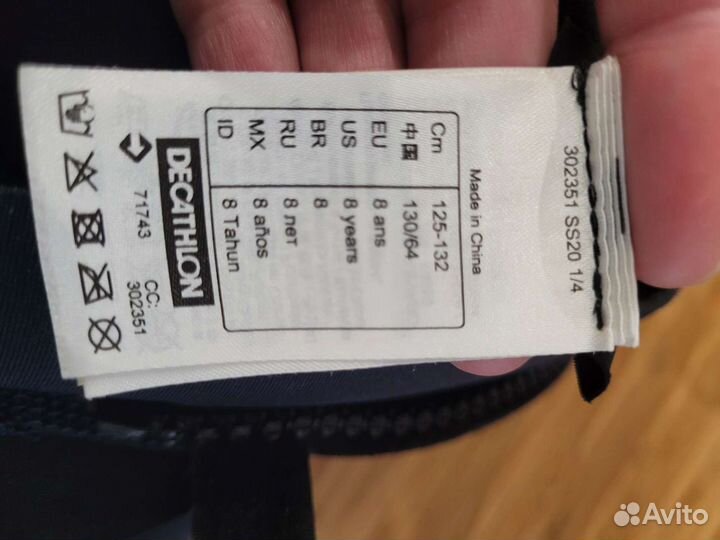 302351 SS20 1/4
Made in China
Cm 125-132
中国 130/64
EU 8 ans
US 8 years
BR 8
RU 8 лет
MX 8 años
ID 8 Tahun
DECATHLON
71743 CC: 302351
Avito